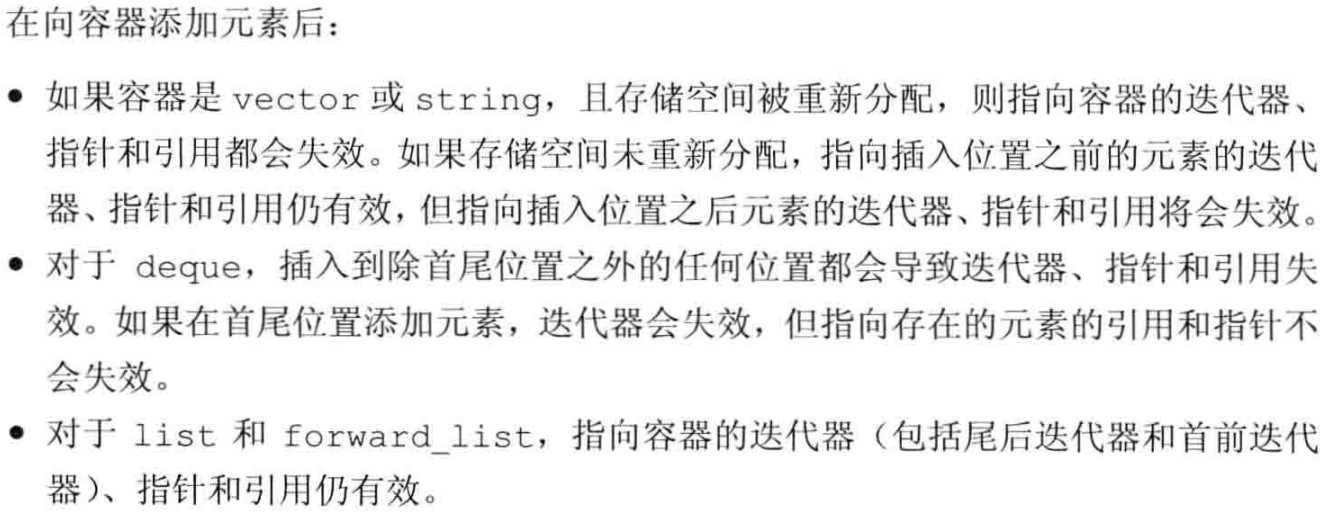 在向容器添加元素后：
● 如果容器是 vector 或 string，且存储空间被重新分配，则指向容器的迭代器、
指针和引用都会失效。如果存储空间未重新分配，指向插入位置之前的元素的迭代
器、指针和引用仍有效，但指向插入位置之后元素的迭代器、指针和引用将会失效。
● 对于 deque，插入到除首尾位置之外的任何位置都会导致迭代器、指针和引用失
效。如果在首尾位置添加元素，迭代器会失效，但指向存在的元素的引用和指针不
会失效。
● 对于 list 和 forward_list，指向容器的迭代器（包括尾后迭代器和首前迭代
器）、指针和引用仍有效。